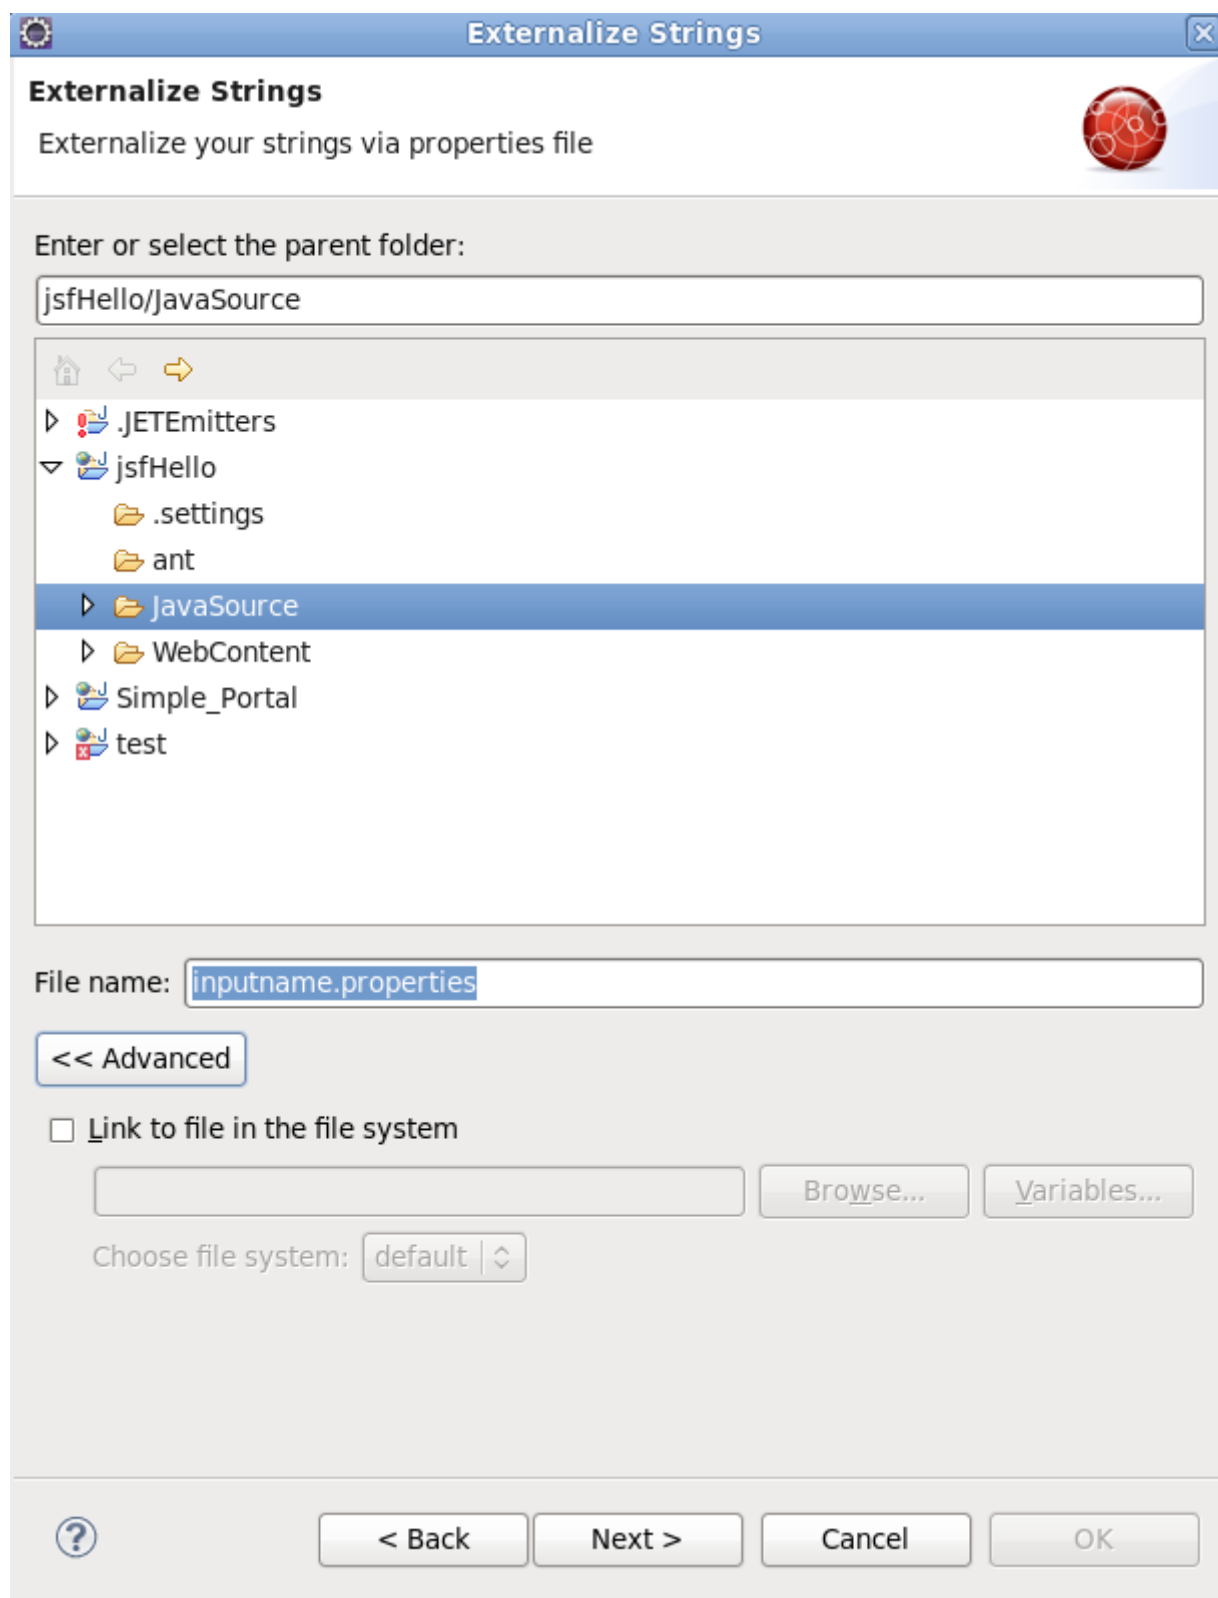 Externalize Strings
Externalize Strings
Externalize your strings via properties file
Enter or select the parent folder:
jsfHello/JavaSource
.JETEmitters
jsfHello
.settings
ant
JavaSource
WebContent
Simple_Portal
test
File name: inputname.properties
<< Advanced
Link to file in the file system
Browse... Variables...
Choose file system: default
? < Back Next > Cancel OK